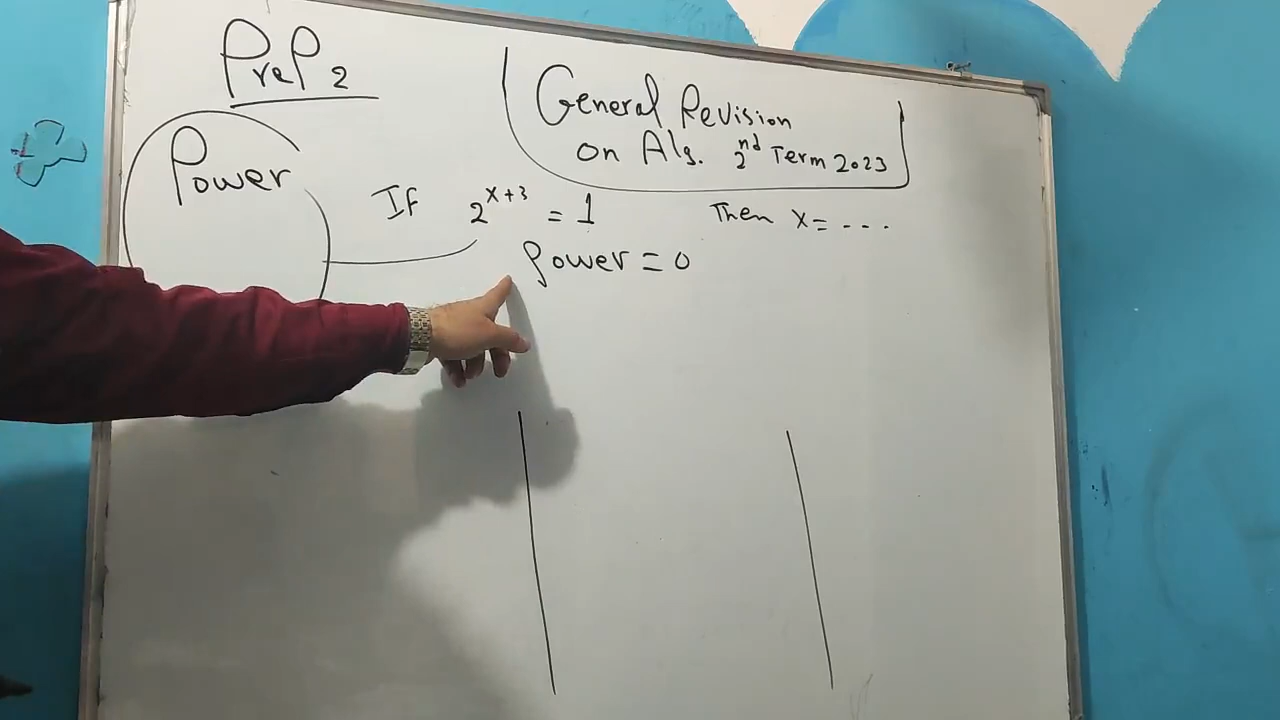 PreP 2
General Revision
on Alg. 2nd Term 2023
Power
If 2^{x+3} = 1 Then x = ---
Power = 0